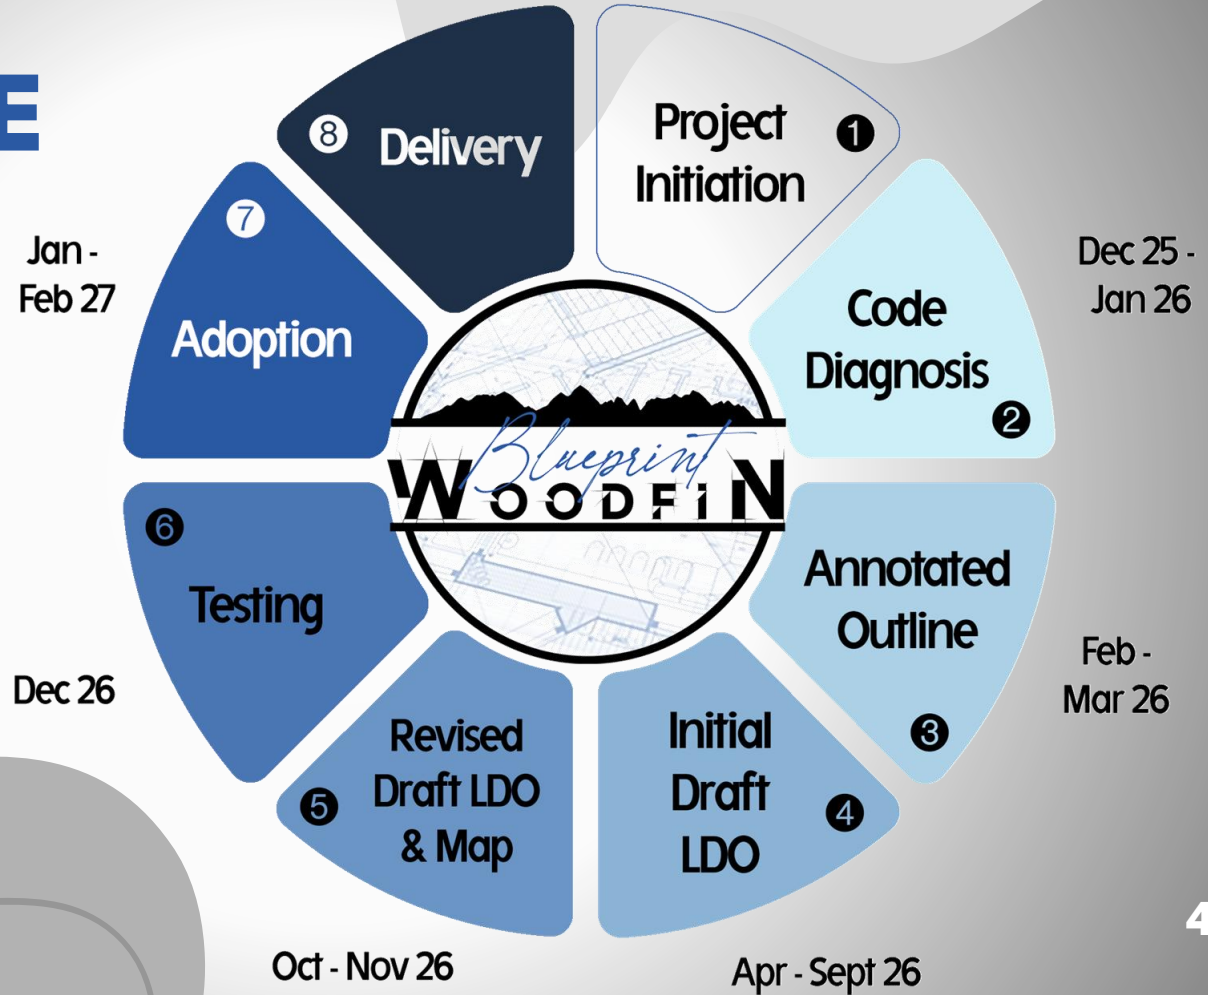 E
Project
Initiation
1
Dec 25 -
Jan 26
Code
Diagnosis
2
Annotated
Outline
3
Feb -
Mar 26
Initial
Draft
LDO
4
Apr - Sept 26
Revised
Draft LDO
& Map
5
Oct - Nov 26
Testing
6
Dec 26
Adoption
7
Jan -
Feb 27
Delivery
8
Blueprint
WOODFIN
4